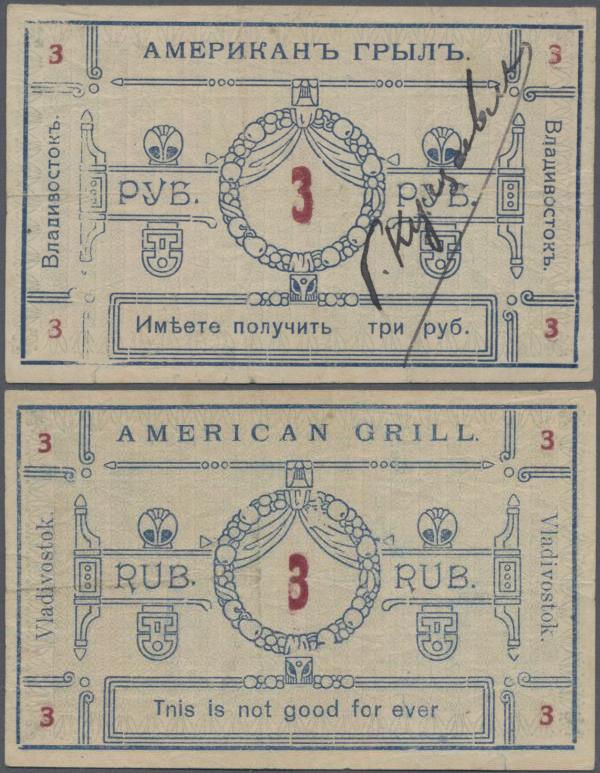 3 АМЕРИКАНЪ ГРЫЛЪ. 3
Владивостокъ.
РУБ. 3 РУБ.
Владивостокъ.
3 Имѣете получить три руб. 3
3 AMERICAN GRILL. 3
Vladivostok.
RUB. 3 RUB.
Vladivostok.
3 Tnis is not good for ever 3